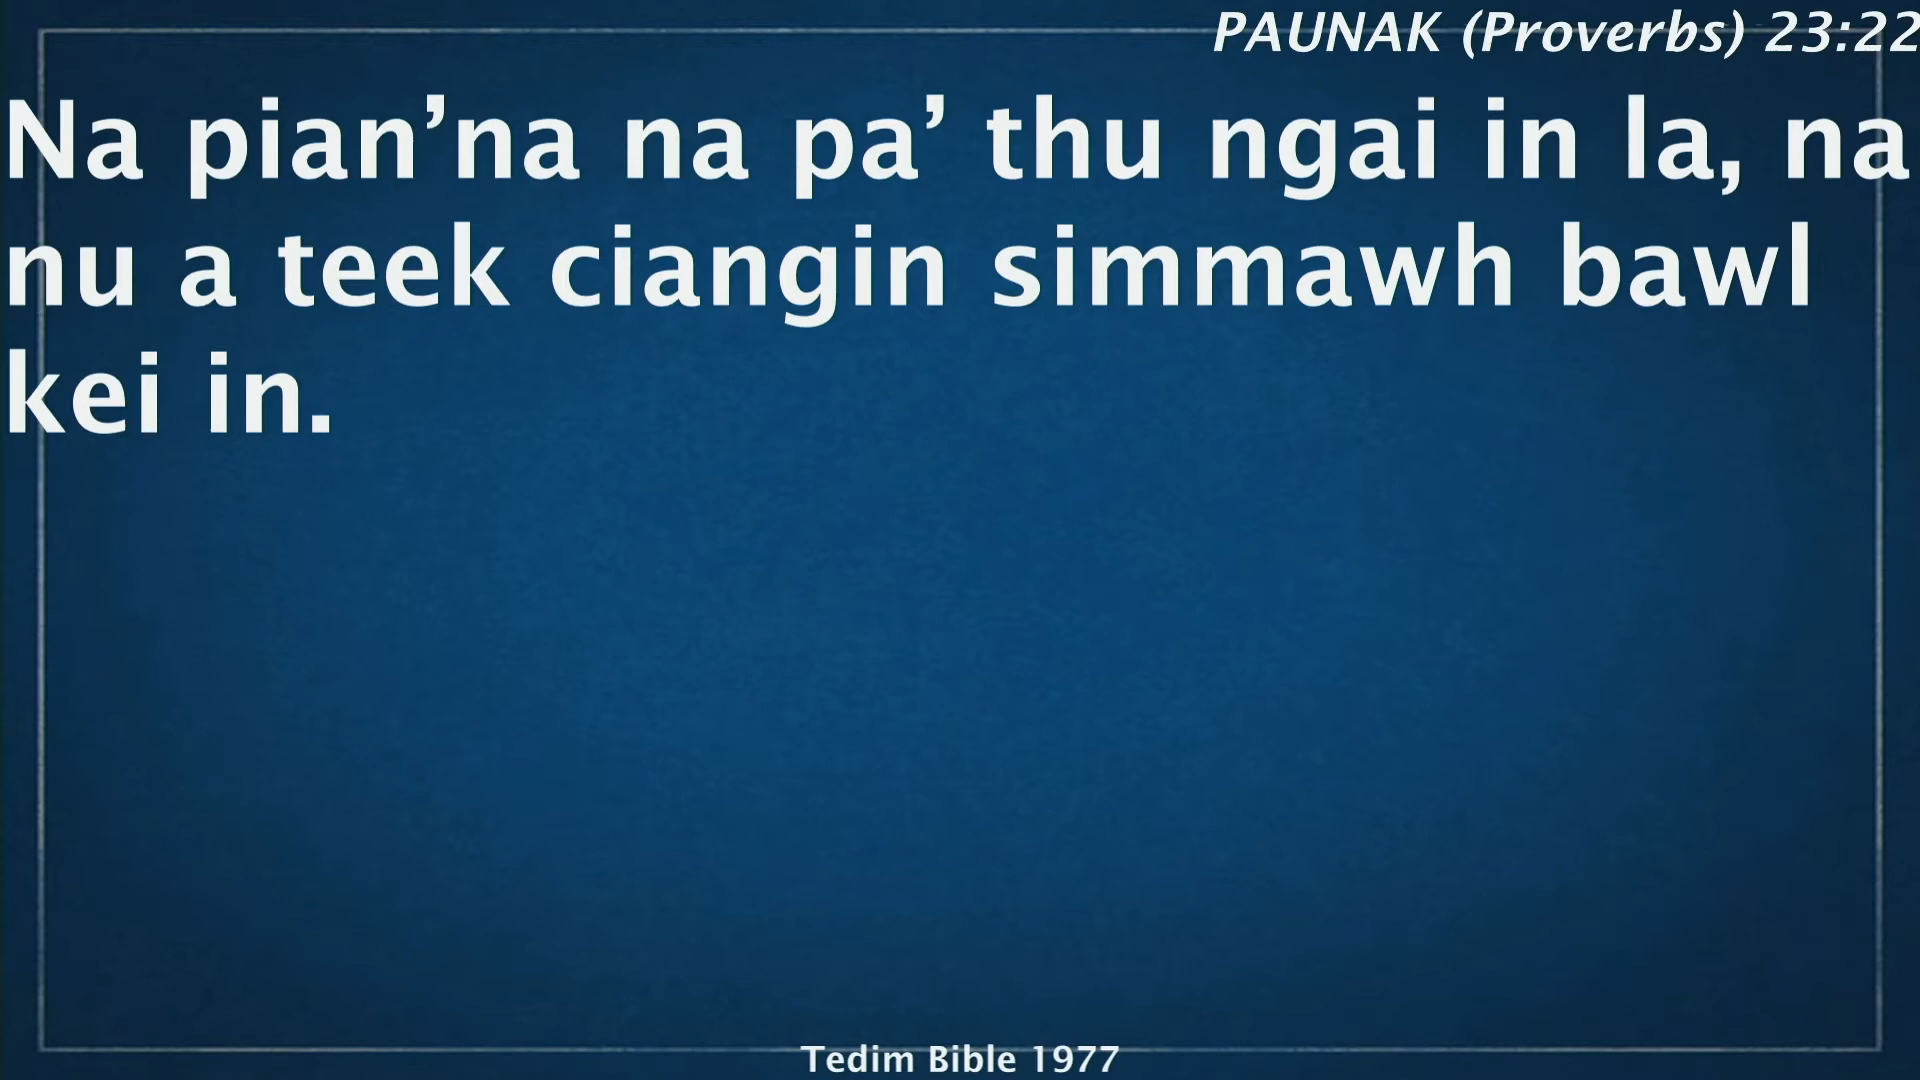 PAUNAK (Proverbs) 23:22
Na pian’na na pa’ thu ngai in la, na
nu a teek ciangin simmawh bawl
kei in.
Tedim Bible 1977